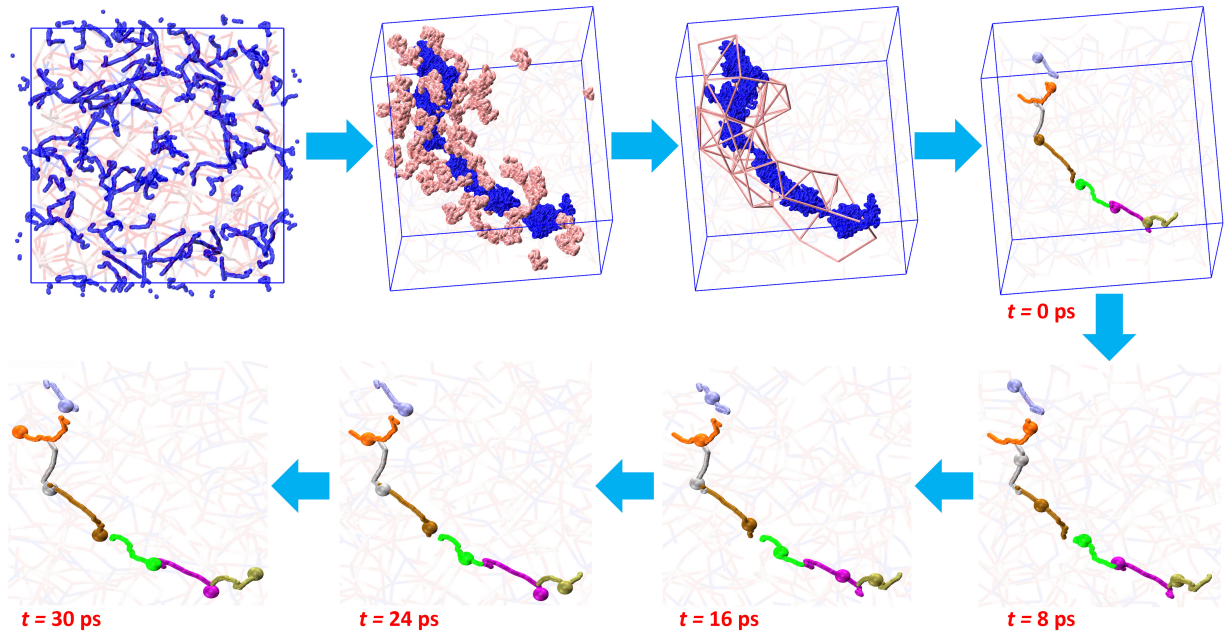 t = 0 ps
t = 30 ps
t = 24 ps
t = 16 ps
t = 8 ps